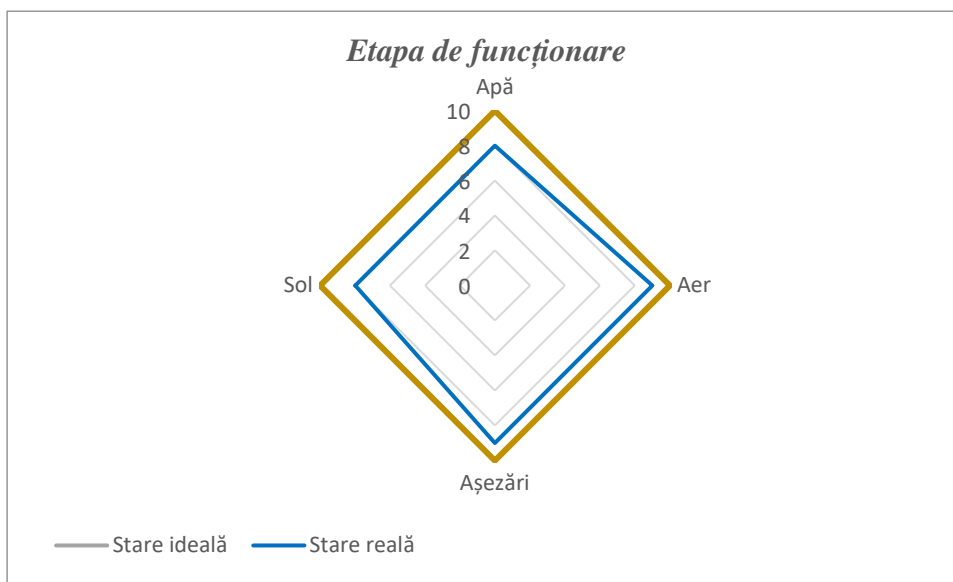 Etapa de funcționare
Apă
10
8
6
4
2
0
Sol
Aer
Așezări
Stare ideală
Stare reală